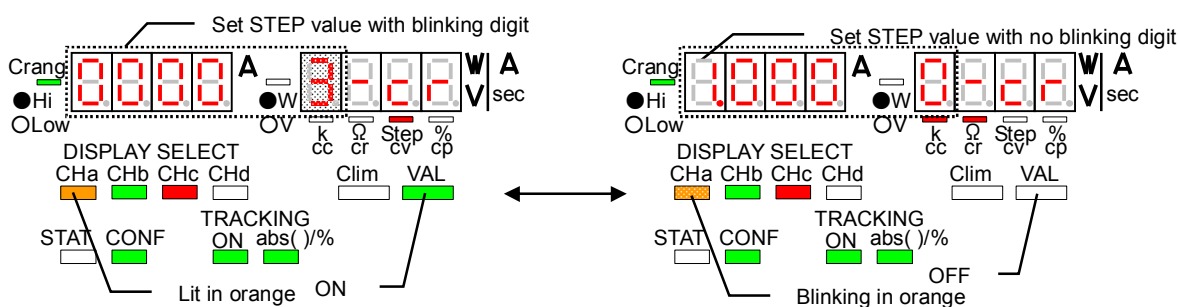 Set STEP value with blinking digit
Crang 0000 A 3-cr W A
V sec
Hi W
Low V
k Ω Step %
cc cr cv cp
DISPLAY SELECT
CHa CHb CHc CHd Clim VAL
TRACKING
STAT CONF ON abs( )/%
Lit in orange ON
Set STEP value with no blinking digit
Crang 1.000 A 0-cr W A
V sec
Hi W
Low V
k Ω Step %
cc cr cv cp
DISPLAY SELECT
CHa CHb CHc CHd Clim VAL
TRACKING
STAT CONF ON abs( )/%
OFF
Blinking in orange